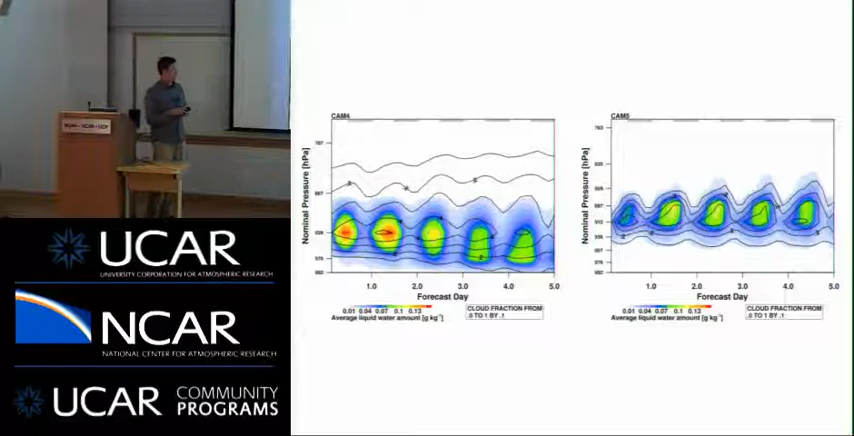 UCAR
UNIVERSITY CORPORATION FOR ATMOSPHERIC RESEARCH
NCAR
NATIONAL CENTER FOR ATMOSPHERIC RESEARCH
UCAR COMMUNITY PROGRAMS
CAM4
Nominal Pressure [hPa]
1.0 2.0 3.0 4.0 5.0
Forecast Day
0.01 0.04 0.07 0.1 0.13
Average liquid water amount [g kg⁻¹]
CLOUD FRACTION FROM
.0 TO 1 BY .1
CAM5
Nominal Pressure [hPa]
1.0 2.0 3.0 4.0 5.0
Forecast Day
0.01 0.04 0.07 0.1 0.13
Average liquid water amount [g kg⁻¹]
CLOUD FRACTION FROM
.0 TO 1 BY .1